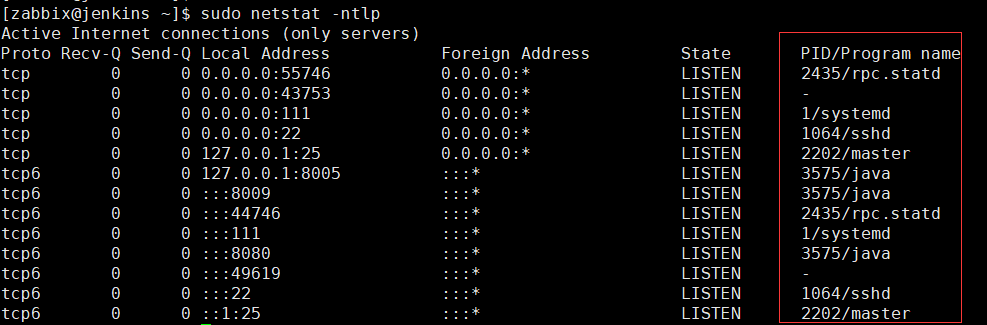 [zabbix@jenkins ~]$ sudo netstat -ntlp
Active Internet connections (only servers)
Proto Recv-Q Send-Q Local Address           Foreign Address         State       PID/Program name
tcp        0      0 0.0.0.0:55746           0.0.0.0:*               LISTEN      2435/rpc.statd
tcp        0      0 0.0.0.0:43753           0.0.0.0:*               LISTEN      -
tcp        0      0 0.0.0.0:111             0.0.0.0:*               LISTEN      1/systemd
tcp        0      0 0.0.0.0:22              0.0.0.0:*               LISTEN      1064/sshd
tcp        0      0 127.0.0.1:25            0.0.0.0:*               LISTEN      2202/master
tcp6       0      0 127.0.0.1:8005          :::*                    LISTEN      3575/java
tcp6       0      0 :::8009                 :::*                    LISTEN      3575/java
tcp6       0      0 :::44746                :::*                    LISTEN      2435/rpc.statd
tcp6       0      0 :::111                  :::*                    LISTEN      1/systemd
tcp6       0      0 :::8080                 :::*                    LISTEN      3575/java
tcp6       0      0 :::49619                :::*                    LISTEN      -
tcp6       0      0 :::22                   :::*                    LISTEN      1064/sshd
tcp6       0      0 ::1:25                  :::*                    LISTEN      2202/master